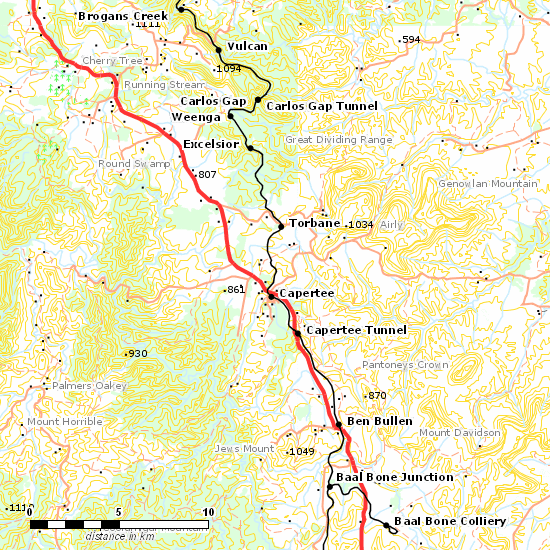 Brogans Creek
1111
594
Vulcan
Cherry Tree
1094
Running Stream
Carlos Gap
Carlos Gap Tunnel
Weenga
Excelsior
Great Dividing Range
Round Swamp
807
Genowlan Mountain
Torbane
1034
Airly
861
Capertee
Capertee Tunnel
930
Pantoneys Crown
Palmers Oakey
870
Mount Horrible
Ben Bullen
Mount Davidson
Jews Mount
1049
Baal Bone Junction
0
5
10
Baal Bone Colliery
Mountain
distance in km